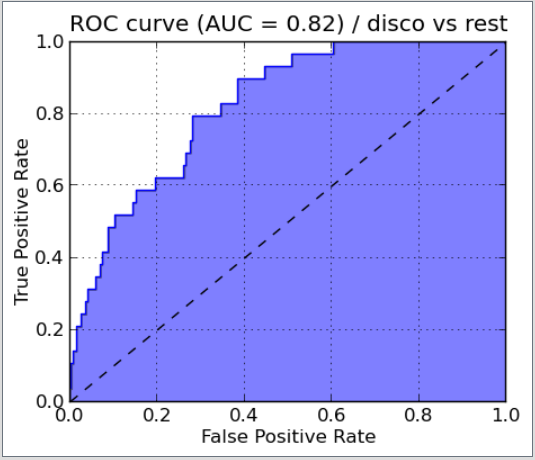 ROC curve (AUC = 0.82) / disco vs rest
1.0
0.8
0.6
0.4
0.2
0.0
True Positive Rate
0.0 0.2 0.4 0.6 0.8 1.0
False Positive Rate